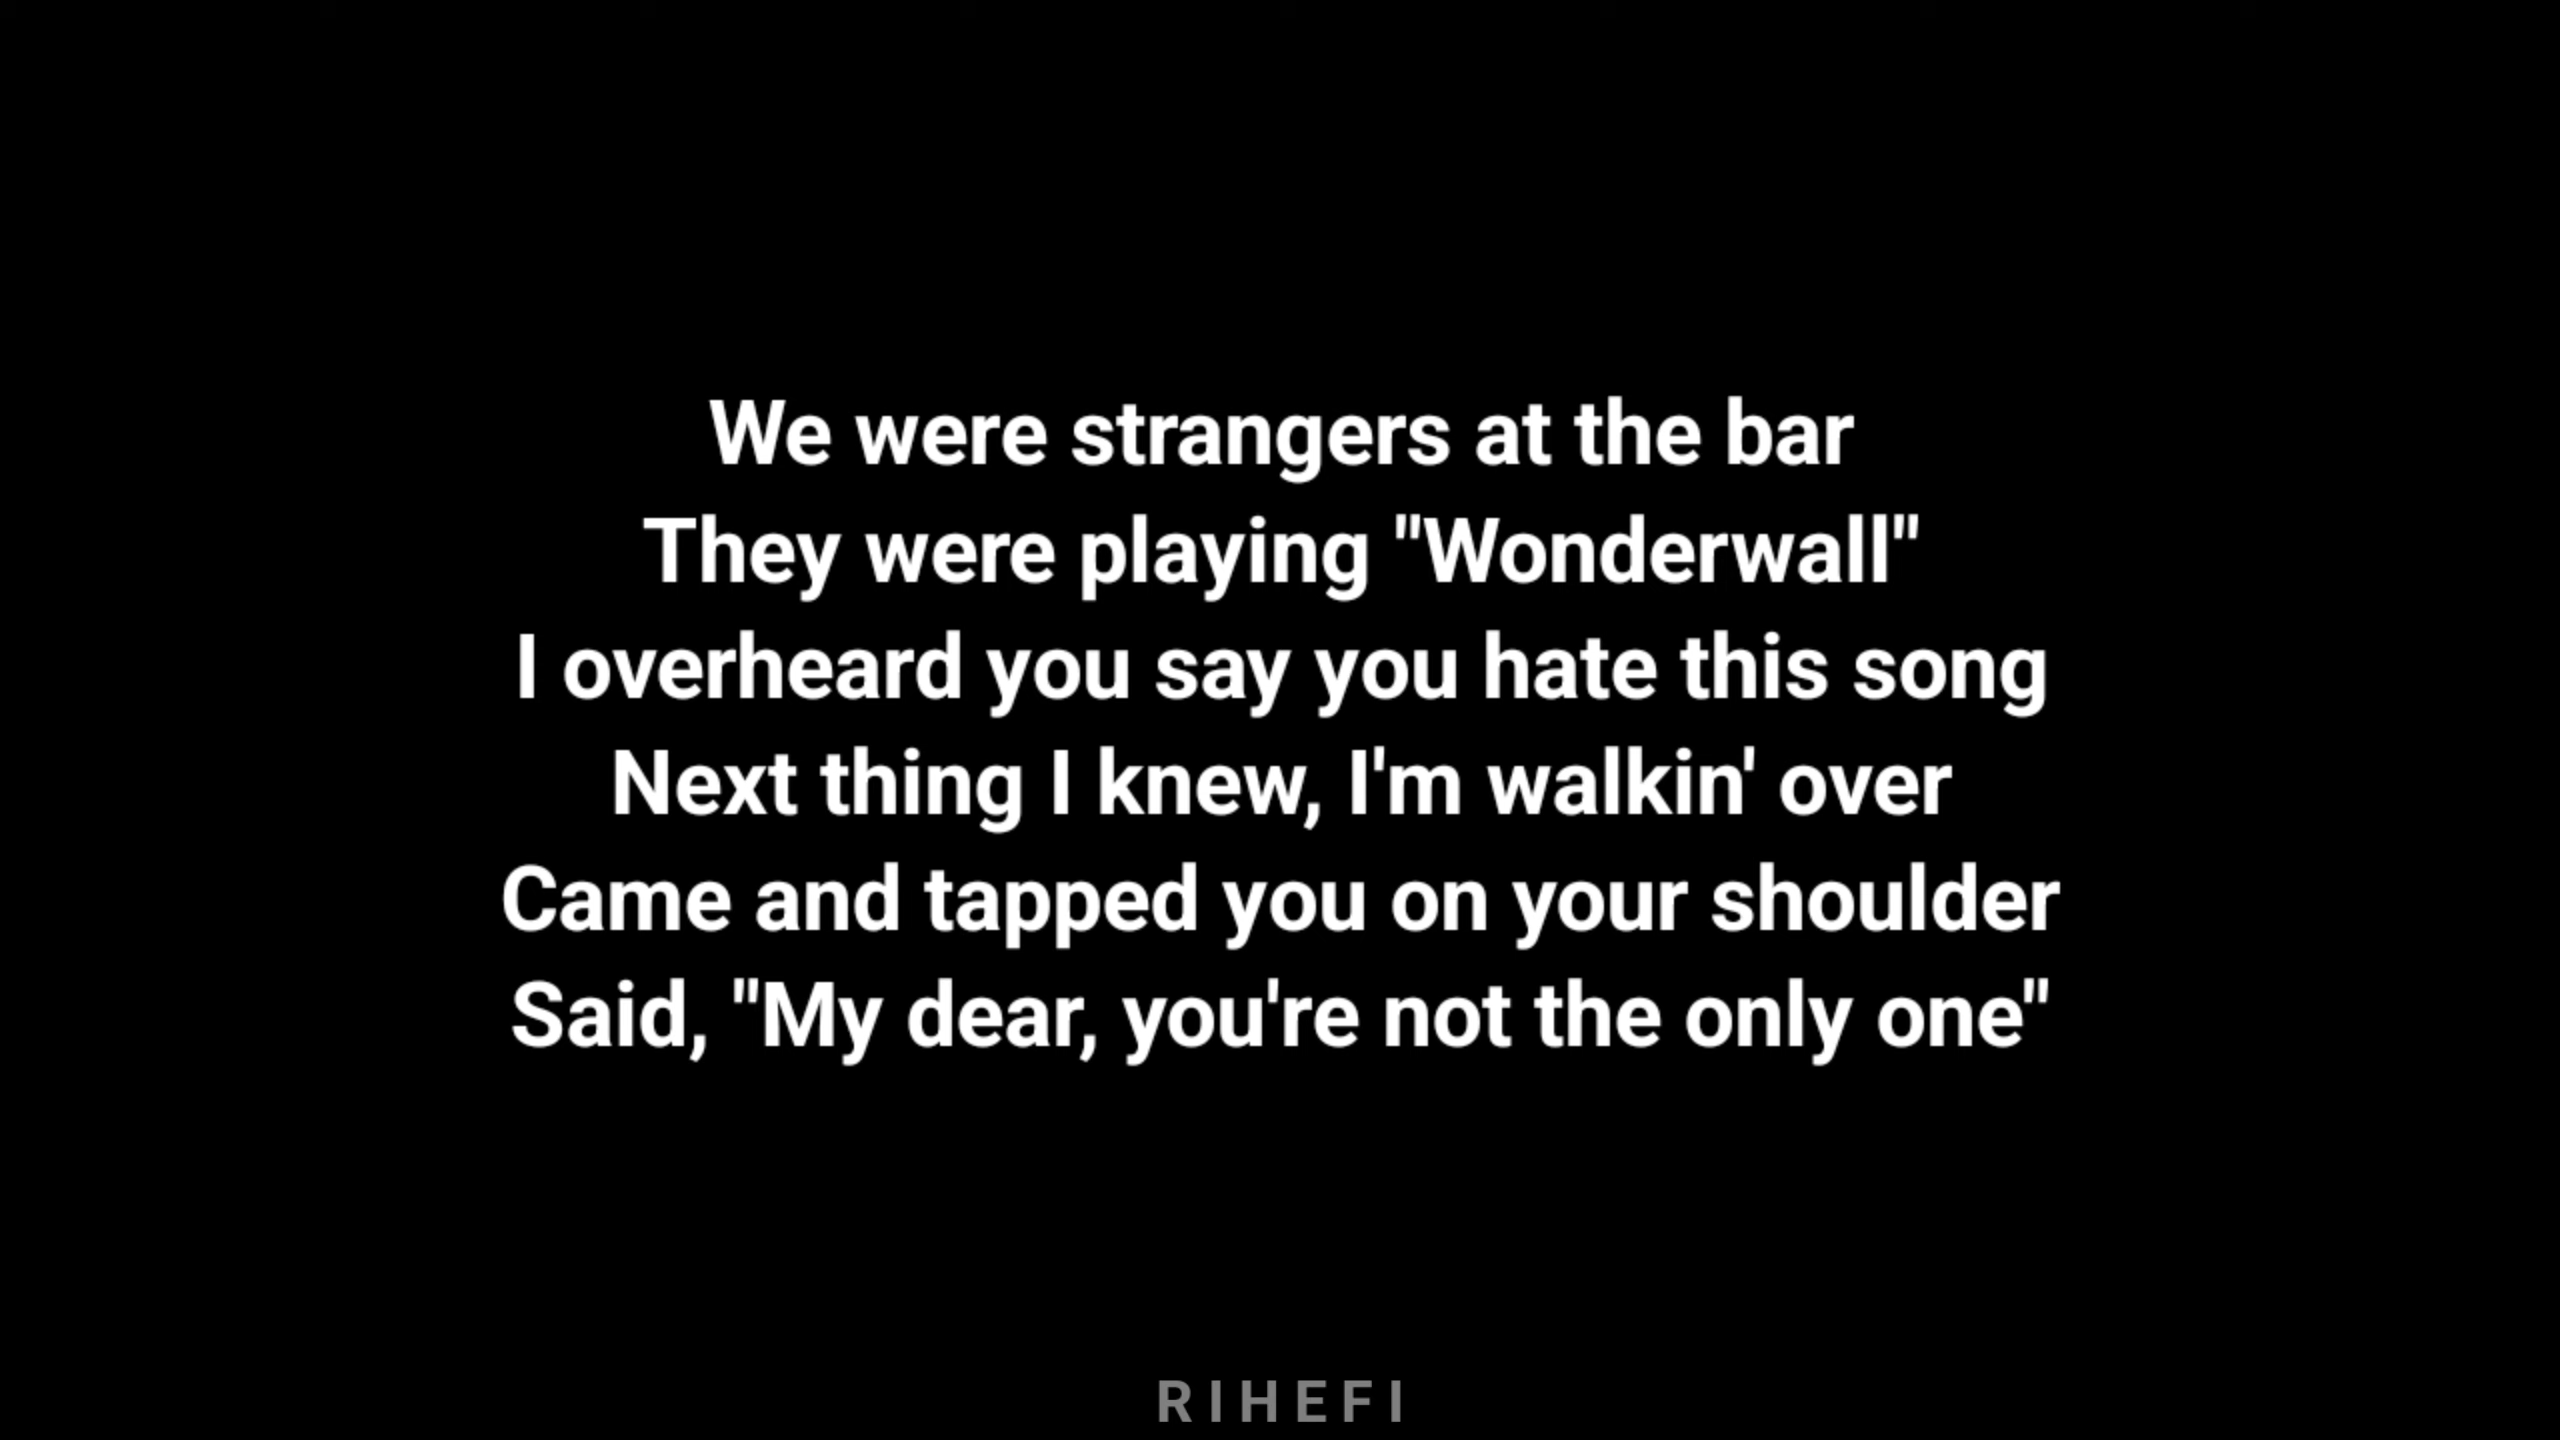 We were strangers at the bar
They were playing "Wonderwall"
I overheard you say you hate this song
Next thing I knew, I'm walkin' over
Came and tapped you on your shoulder
Said, "My dear, you're not the only one"
RIHEFI